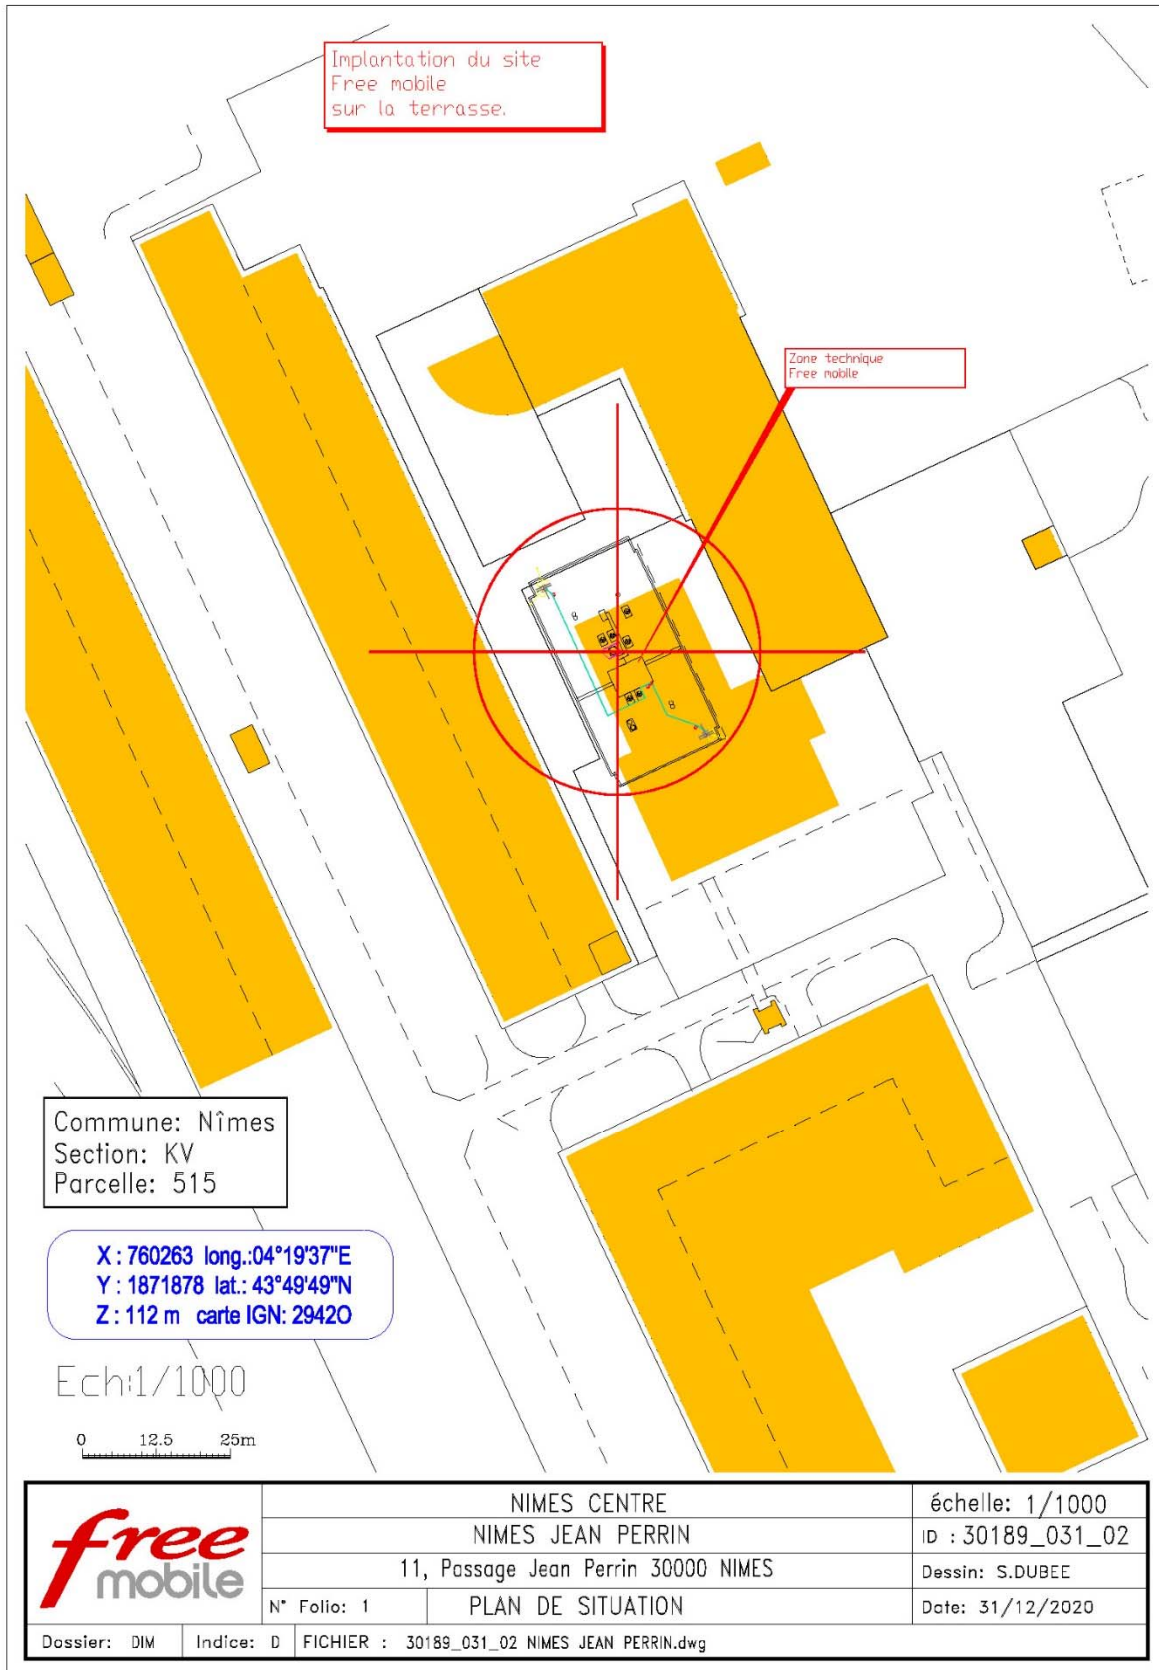 Implantation du site
Free mobile
sur la terrasse.
Zone technique
Free mobile
Commune: Nîmes
Section: KV
Parcelle: 515
X : 760263 long.:04°19'37"E
Y : 1871878 lat.: 43°49'49"N
Z : 112 m carte IGN: 2942O
Ech:1/1000
0 12.5 25m
free
mobile
NIMES CENTRE
NIMES JEAN PERRIN
11, Passage Jean Perrin 30000 NIMES
N° Folio: 1
PLAN DE SITUATION
échelle: 1/1000
ID : 30189_031_02
Dessin: S.DUBEE
Date: 31/12/2020
Dossier: DIM
Indice: D
FICHIER : 30189_031_02 NIMES JEAN PERRIN.dwg